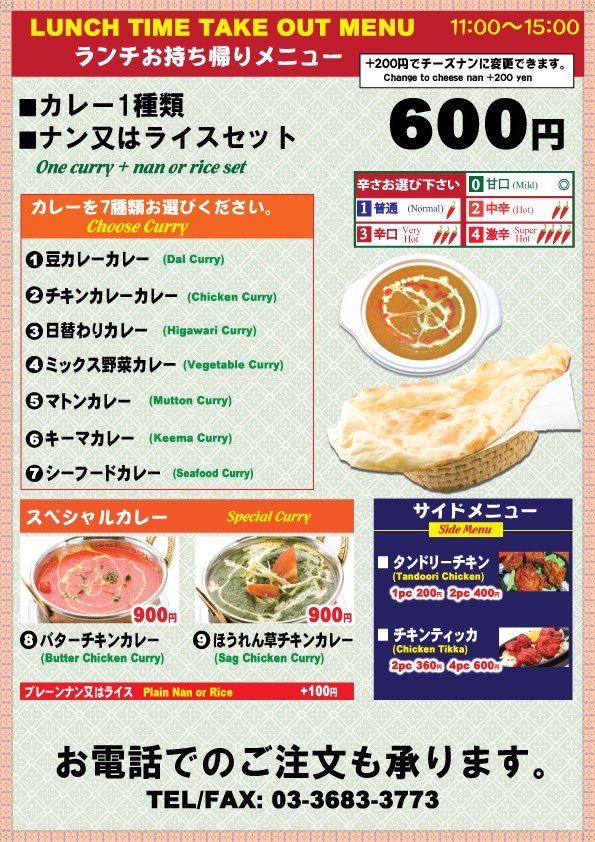 LUNCH TIME TAKE OUT MENU 11:00～15:00
ランチお持ち帰りメニュー
+200円でチーズナンに変更できます。
Change to cheese nan +200 yen
■カレー1種類
■ナン又はライスセット
One curry + nan or rice set
600円
辛さお選び下さい 0 甘口 (Mild) ◎
1 普通 (Normal) 2 中辛 (Hot)
3 辛口 Very Hot 4 激辛 Super Hot
カレーを7種類お選びください。
Choose Curry
❶豆カレーカレー (Dal Curry)
❷チキンカレーカレー (Chicken Curry)
❸日替わりカレー (Higawari Curry)
❹ミックス野菜カレー (Vegetable Curry)
❺マトンカレー (Mutton Curry)
❻キーマカレー (Keema Curry)
❼シーフードカレー (Seafood Curry)
スペシャルカレー Special Curry
900円 900円
❽バターチキンカレー ❾ほうれん草チキンカレー
(Butter Chicken Curry) (Sag Chicken Curry)
プレーンナン又はライス Plain Nan or Rice +100円
サイドメニュー
Side Menu
■ タンドリーチキン
(Tandoori Chicken)
1pc 200円 2pc 400円
■ チキンティッカ
(Chicken Tikka)
2pc 360円 4pc 600円
お電話でのご注文も承ります。
TEL/FAX: 03-3683-3773